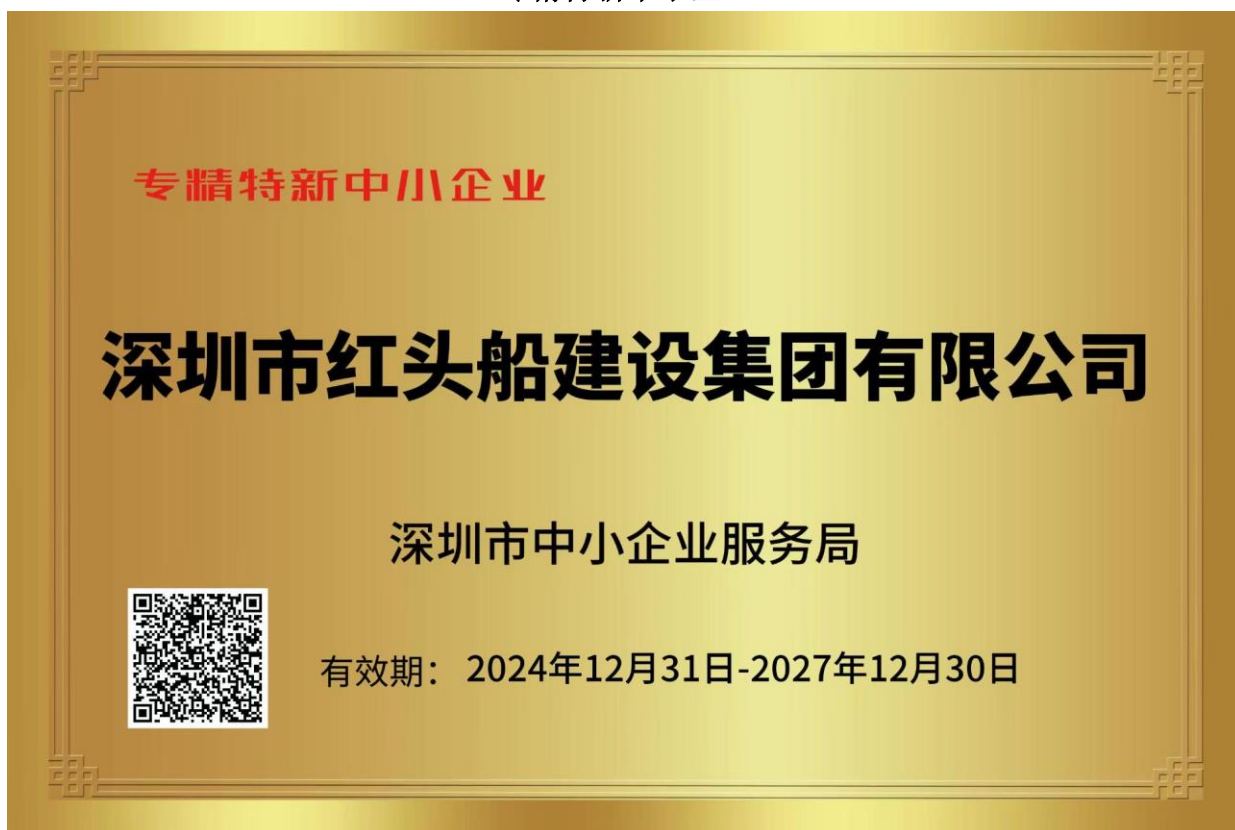 专精特新中小企业
深圳市红头船建设集团有限公司
深圳市中小企业服务局
有效期： 2024年12月31日-2027年12月30日